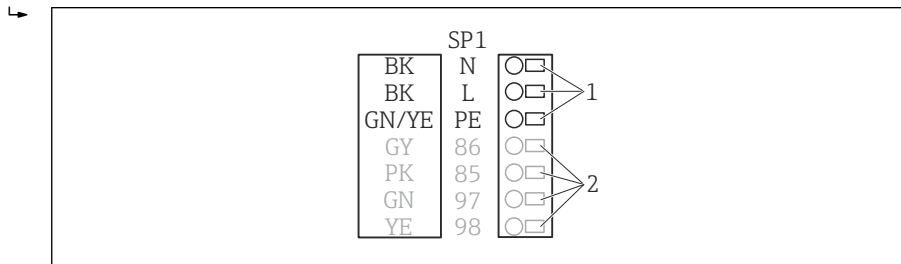 SP1
BK N
BK L 1
GN/YE PE
GY 86
PK 85 2
GN 97
YE 98